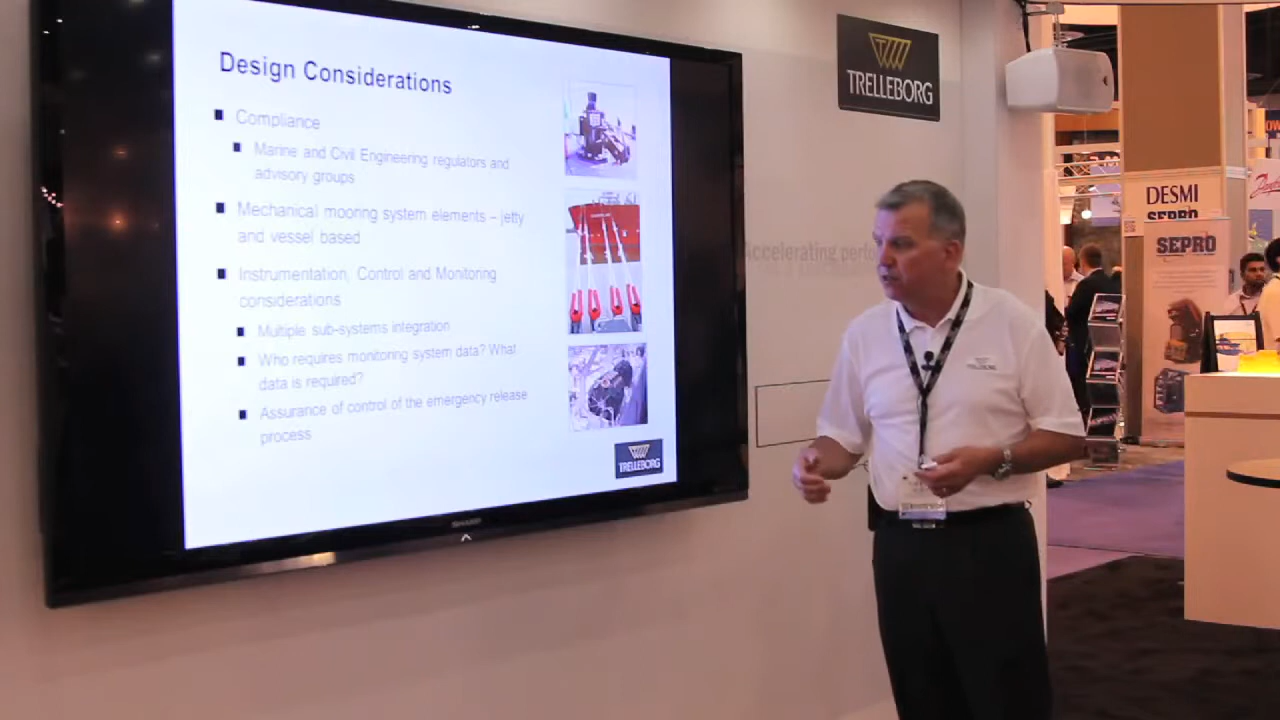 Design Considerations
Compliance
Marine and Civil Engineering regulators and
advisory groups
Mechanical mooring system elements – jetty
and vessel based
Instrumentation, Control and Monitoring
considerations
Multiple sub-systems integration
Who requires monitoring system data? What
data is required?
Assurance of control of the emergency release
process
TRELLEBORG
SHARP
TRELLEBORG
Accelerating
TRELLEBORG
DESMI
SEPRO
SEPRO